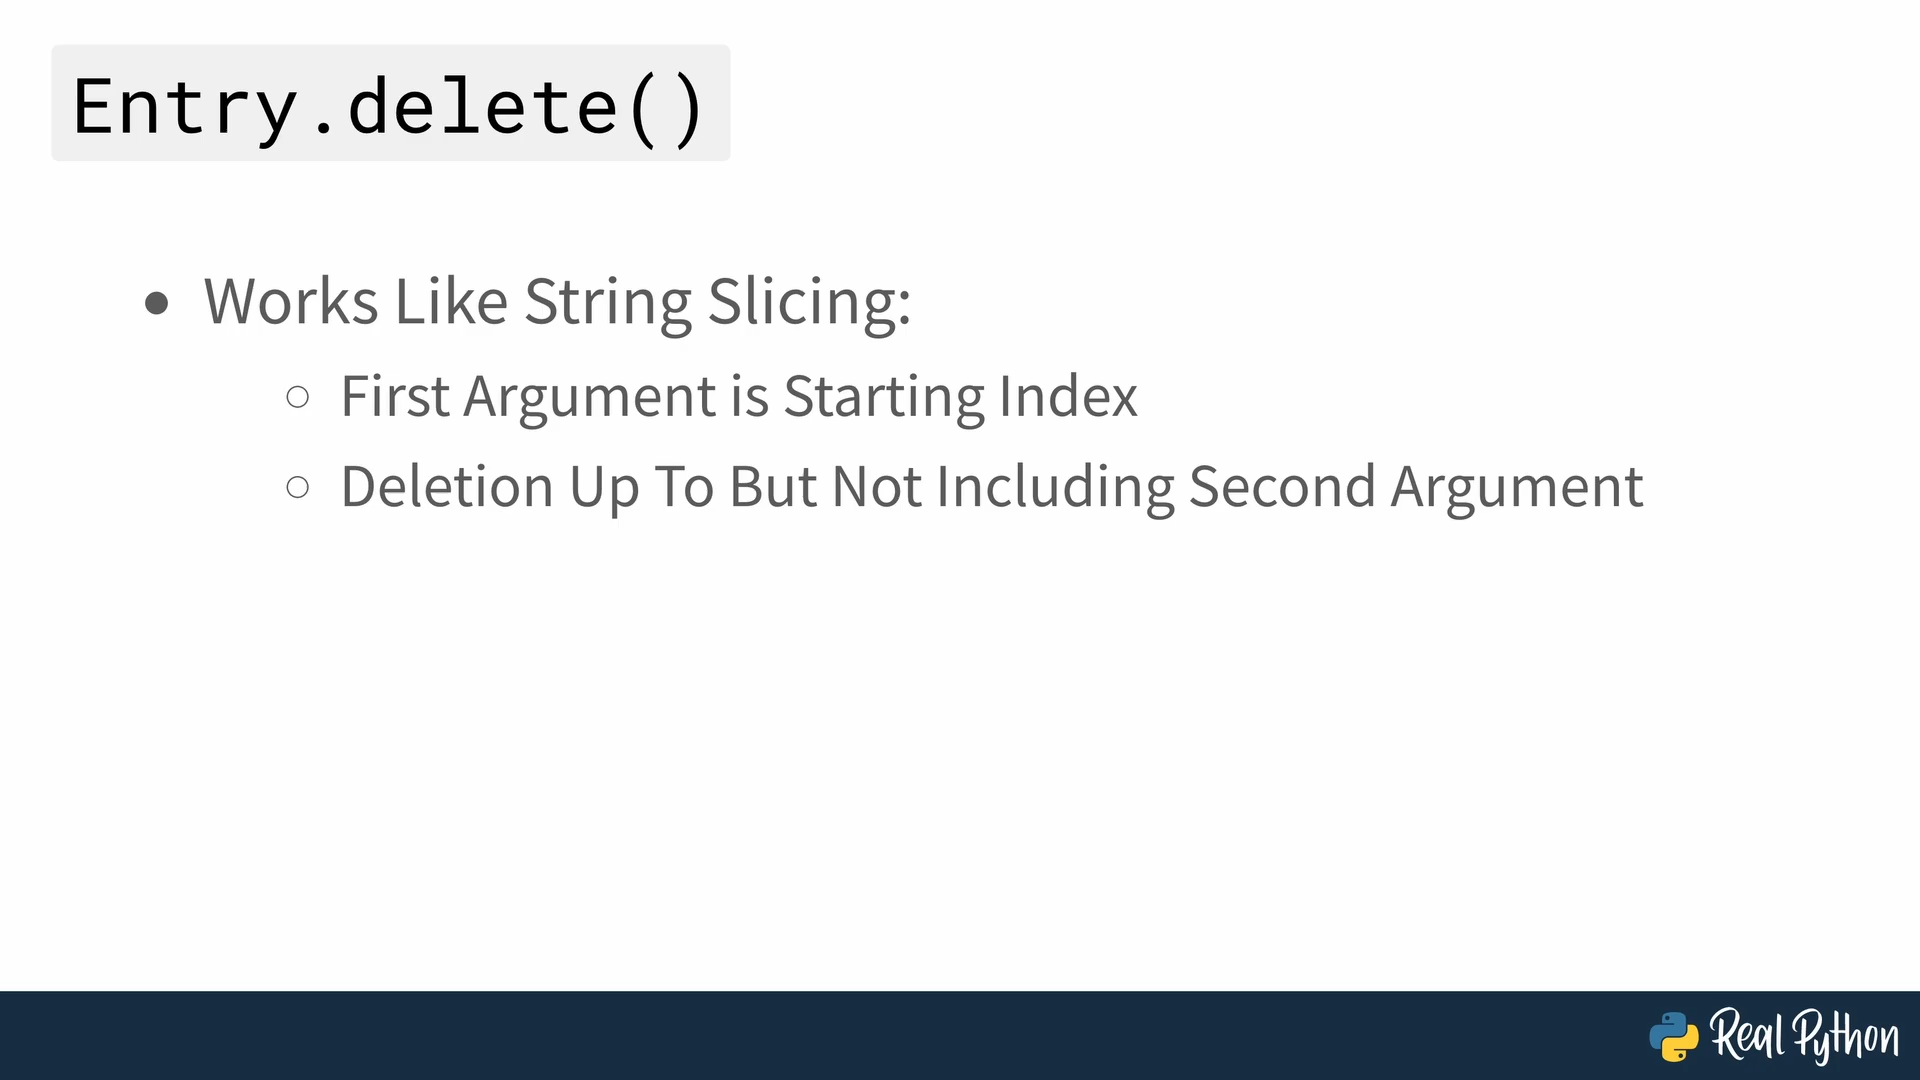 Entry.delete()
• Works Like String Slicing:
○ First Argument is Starting Index
○ Deletion Up To But Not Including Second Argument
Real Python